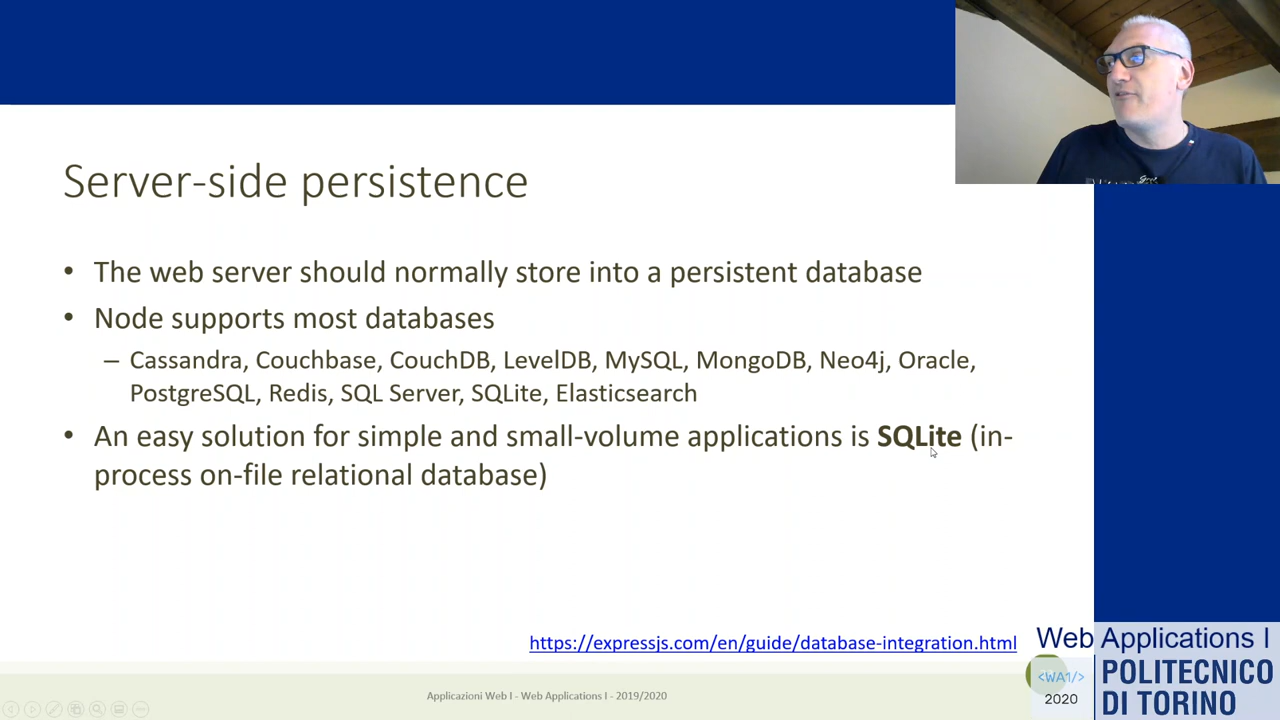 Server-side persistence
• The web server should normally store into a persistent database
• Node supports most databases
– Cassandra, Couchbase, CouchDB, LevelDB, MySQL, MongoDB, Neo4j, Oracle,
PostgreSQL, Redis, SQL Server, SQLite, Elasticsearch
• An easy solution for simple and small-volume applications is SQLite (in-
process on-file relational database)
https://expressjs.com/en/guide/database-integration.html
Applicazioni Web I - Web Applications I - 2019/2020
Web Applications I
<WA1/>
2020
POLITECNICO
DI TORINO